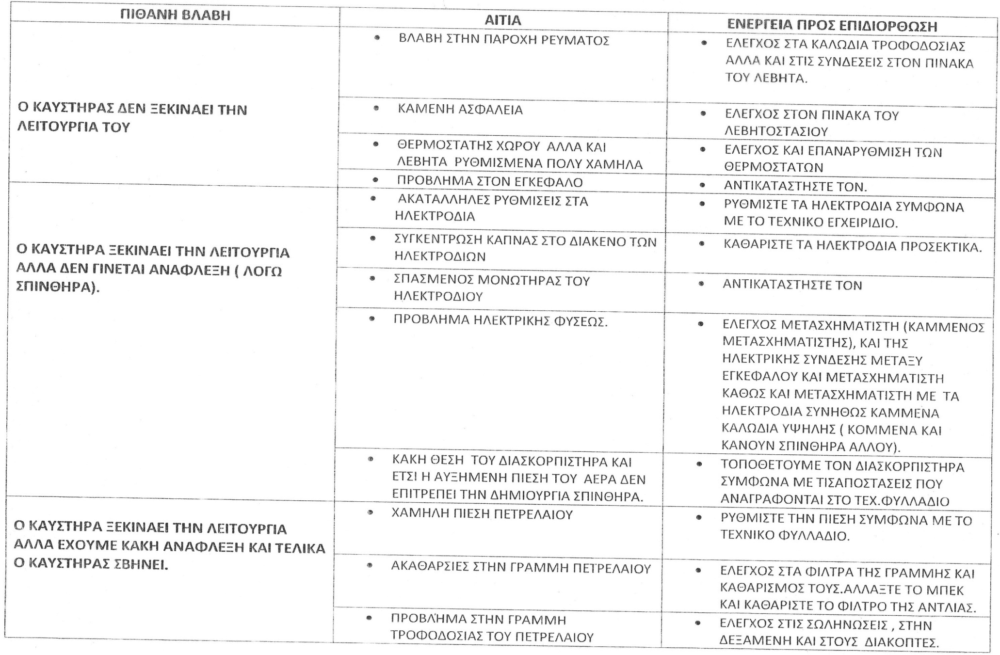 ΠΙΘΑΝΗ ΒΛΑΒΗ
ΑΙΤΙΑ
ΕΝΕΡΓΕΙΑ ΠΡΟΣ ΕΠΙΔΙΟΡΘΩΣΗ
Ο ΚΑΥΣΤΗΡΑΣ ΔΕΝ ΞΕΚΙΝΑΕΙ ΤΗΝ
ΛΕΙΤΟΥΡΓΙΑ ΤΟΥ
• ΒΛΑΒΗ ΣΤΗΝ ΠΑΡΟΧΗ ΡΕΥΜΑΤΟΣ
• ΕΛΕΓΧΟΣ ΣΤΑ ΚΑΛΩΔΙΑ ΤΡΟΦΟΔΟΣΙΑΣ
ΑΛΛΑ ΚΑΙ ΣΤΙΣ ΣΥΝΔΕΣΕΙΣ ΣΤΟΝ ΠΙΝΑΚΑ
ΤΟΥ ΛΕΒΗΤΑ.
• ΚΑΜΕΝΗ ΑΣΦΑΛΕΙΑ
• ΕΛΕΓΧΟΣ ΣΤΟΝ ΠΙΝΑΚΑ ΤΟΥ
ΛΕΒΗΤΟΣΤΑΣΙΟΥ
• ΘΕΡΜΟΣΤΑΤΗΣ ΧΩΡΟΥ ΑΛΛΑ ΚΑΙ
ΛΕΒΗΤΑ ΡΥΘΜΙΣΜΕΝΑ ΠΟΛΥ ΧΑΜΗΛΑ
• ΕΛΕΓΧΟΣ ΚΑΙ ΕΠΑΝΑΡΥΘΜΙΣΗ ΤΩΝ
ΘΕΡΜΟΣΤΑΤΩΝ
• ΠΡΟΒΛΗΜΑ ΣΤΟΝ ΕΓΚΕΦΑΛΟ
• ΑΝΤΙΚΑΤΑΣΤΗΣΤΕ ΤΟΝ.
Ο ΚΑΥΣΤΗΡΑ ΞΕΚΙΝΑΕΙ ΤΗΝ ΛΕΙΤΟΥΡΓΙΑ
ΑΛΛΑ ΔΕΝ ΓΙΝΕΤΑΙ ΑΝΑΦΛΕΞΗ ( ΛΟΓΩ
ΣΠΙΝΘΗΡΑ).
• ΑΚΑΤΑΛΛΗΛΕΣ ΡΥΘΜΙΣΕΙΣ ΣΤΑ
ΗΛΕΚΤΡΟΔΙΑ
• ΡΥΘΜΙΣΤΕ ΤΑ ΗΛΕΚΤΡΟΔΙΑ ΣΥΜΦΩΝΑ
ΜΕ ΤΟ ΤΕΧΝΙΚΟ ΕΓΧΕΙΡΙΔΙΟ.
• ΣΥΓΚΕΝΤΡΩΣΗ ΚΑΠΝΑΣ ΣΤΟ ΔΙΑΚΕΝΟ ΤΩΝ
ΗΛΕΚΤΡΟΔΙΩΝ
• ΚΑΘΑΡΙΣΤΕ ΤΑ ΗΛΕΚΤΡΟΔΙΑ ΠΡΟΣΕΚΤΙΚΑ.
• ΣΠΑΣΜΕΝΟΣ ΜΟΝΩΤΗΡΑΣ ΤΟΥ
ΗΛΕΚΤΡΟΔΙΟΥ
• ΑΝΤΙΚΑΤΑΣΤΗΣΤΕ ΤΟΝ
• ΠΡΟΒΛΗΜΑ ΗΛΕΚΤΡΙΚΗΣ ΦΥΣΕΩΣ.
• ΕΛΕΓΧΟΣ ΜΕΤΑΣΧΗΜΑΤΙΣΤΗ (ΚΑΜΜΕΝΟΣ
ΜΕΤΑΣΧΗΜΑΤΙΣΤΗΣ), ΚΑΙ ΤΗΣ
ΗΛΕΚΤΡΙΚΗΣ ΣΥΝΔΕΣΗΣ ΜΕΤΑΞΥ
ΕΓΚΕΦΑΛΟΥ ΚΑΙ ΜΕΤΑΣΧΗΜΑΤΙΣΤΗ
ΚΑΘΩΣ ΚΑΙ ΜΕΤΑΣΧΗΜΑΤΙΣΤΗ ΜΕ ΤΑ
ΗΛΕΚΤΡΟΔΙΑ ΣΥΝΗΘΩΣ ΚΑΜΜΕΝΑ
ΚΑΛΩΔΙΑ ΥΨΗΛΗΣ ( ΚΟΜΜΕΝΑ ΚΑΙ
ΚΑΝΟΥΝ ΣΠΙΝΘΗΡΑ ΑΛΛΟΥ).
• ΚΑΚΗ ΘΕΣΗ ΤΟΥ ΔΙΑΣΚΟΡΠΙΣΤΗΡΑ ΚΑΙ
ΕΤΣΙ Η ΑΥΞΗΜΕΝΗ ΠΙΕΣΗ ΤΟΥ ΑΕΡΑ ΔΕΝ
ΕΠΙΤΡΕΠΕΙ ΤΗΝ ΔΗΜΙΟΥΡΓΙΑ ΣΠΙΝΘΗΡΑ.
• ΤΟΠΟΘΕΤΟΥΜΕ ΤΟΝ ΔΙΑΣΚΟΡΠΙΣΤΗΡΑ
ΣΥΜΦΩΝΑ ΜΕ ΤΙΣΑΠΟΣΤΑΣΕΙΣ ΠΟΥ
ΑΝΑΓΡΑΦΟΝΤΑΙ ΣΤΟ ΤΕΧ.ΦΥΛΛΑΔΙΟ
Ο ΚΑΥΣΤΗΡΑ ΞΕΚΙΝΑΕΙ ΤΗΝ ΛΕΙΤΟΥΡΓΙΑ
ΑΛΛΑ ΕΧΟΥΜΕ ΚΑΚΗ ΑΝΑΦΛΕΞΗ ΚΑΙ ΤΕΛΙΚΑ
Ο ΚΑΥΣΤΗΡΑΣ ΣΒΗΝΕΙ.
• ΧΑΜΗΛΗ ΠΙΕΣΗ ΠΕΤΡΕΛΑΙΟΥ
• ΡΥΘΜΙΣΤΕ ΤΗΝ ΠΙΕΣΗ ΣΥΜΦΩΝΑ ΜΕ ΤΟ
ΤΕΧΝΙΚΟ ΦΥΛΛΑΔΙΟ.
• ΑΚΑΘΑΡΣΙΕΣ ΣΤΗΝ ΓΡΑΜΜΗ ΠΕΤΡΕΛΑΙΟΥ
• ΕΛΕΓΧΟΣ ΣΤΑ ΦΙΛΤΡΑ ΤΗΣ ΓΡΑΜΜΗΣ ΚΑΙ
ΚΑΘΑΡΙΣΜΟΣ ΤΟΥΣ.ΑΛΛΑΞΤΕ ΤΟ ΜΠΕΚ
ΚΑΙ ΚΑΘΑΡΙΣΤΕ ΤΟ ΦΙΛΤΡΟ ΤΗΣ ΑΝΤΛΙΑΣ.
• ΠΡΟΒΛΉΜΑ ΣΤΗΝ ΓΡΑΜΜΗ
ΤΡΟΦΟΔΟΣΙΑΣ ΤΟΥ ΠΕΤΡΕΛΑΙΟΥ
• ΕΛΕΓΧΟΣ ΣΤΙΣ ΣΩΛΗΝΩΣΕΙΣ , ΣΤΗΝ
ΔΕΞΑΜΕΝΗ ΚΑΙ ΣΤΟΥΣ ΔΙΑΚΟΠΤΕΣ.